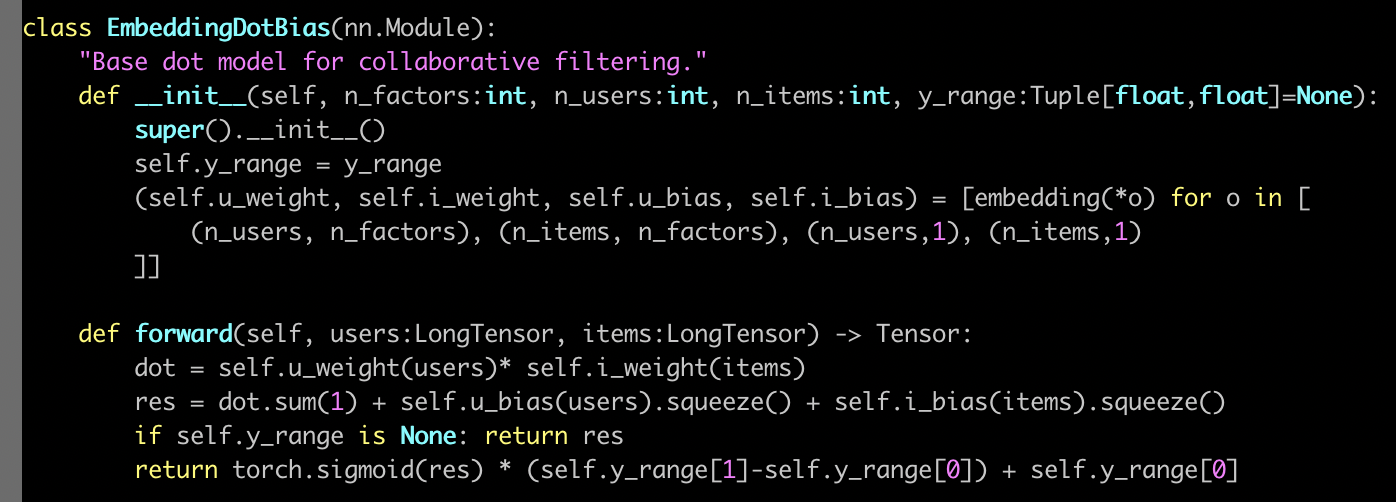 class EmbeddingDotBias(nn.Module):
    "Base dot model for collaborative filtering."
    def __init__(self, n_factors:int, n_users:int, n_items:int, y_range:Tuple[float,float]=None):
        super().__init__()
        self.y_range = y_range
        (self.u_weight, self.i_weight, self.u_bias, self.i_bias) = [embedding(*o) for o in [
            (n_users, n_factors), (n_items, n_factors), (n_users,1), (n_items,1)
        ]]
    def forward(self, users:LongTensor, items:LongTensor) -> Tensor:
        dot = self.u_weight(users)* self.i_weight(items)
        res = dot.sum(1) + self.u_bias(users).squeeze() + self.i_bias(items).squeeze()
        if self.y_range is None: return res
        return torch.sigmoid(res) * (self.y_range[1]-self.y_range[0]) + self.y_range[0]